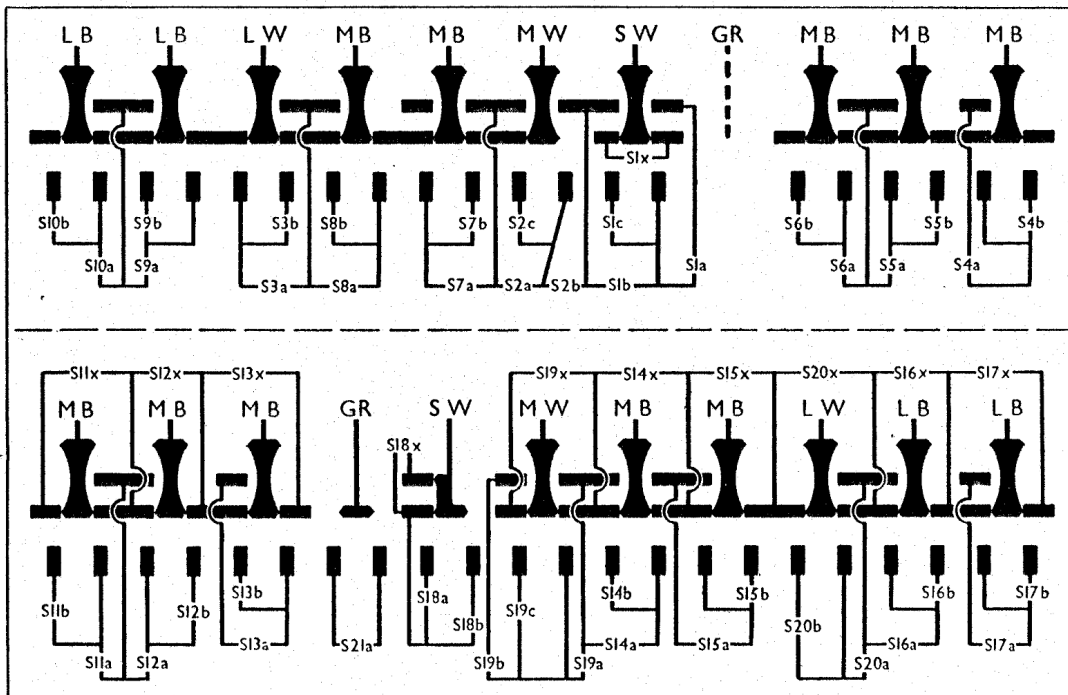 L B L B L W M B M B M W S W GR M B M B M B
S1x
S10b S9b S3b S8b S7b S2c S1c S6b S5b S4b
S10a S9a S3a S8a S7a S2a S2b S1b S1a S6a S5a S4a
S11x S12x S13x S19x S14x S15x S20x S16x S17x
M B M B M B GR S W M W M B M B L W L B L B
S18x
S11b S12b S13b S18a S18b S19c S14b S15b S20b S16b S17b
S11a S12a S13a S21a S19b S19a S14a S15a S20a S16a S17a